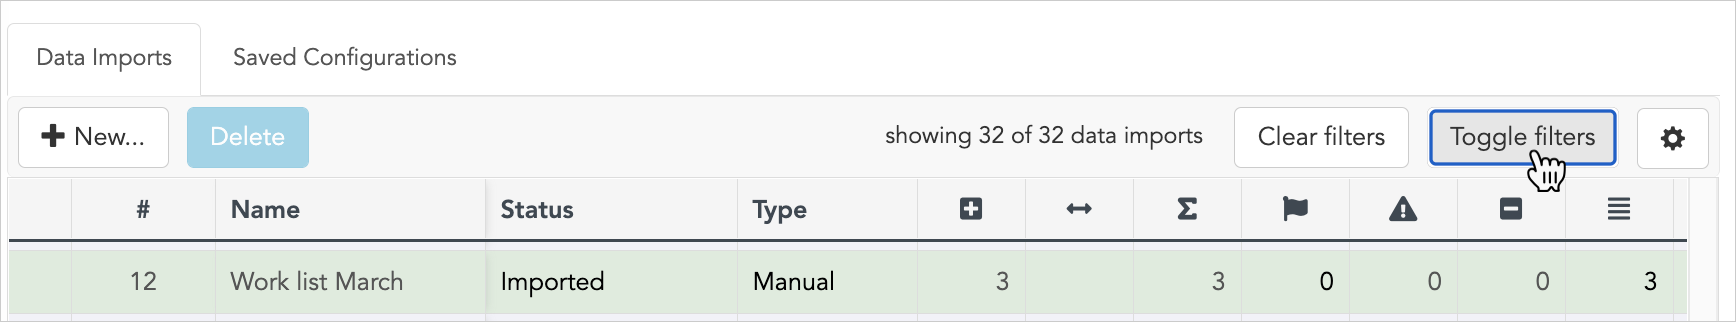 Data Imports Saved Configurations
New... Delete showing 32 of 32 data imports Clear filters Toggle filters
# Name Status Type Σ
12 Work list March Imported Manual 3 3 0 0 0 3